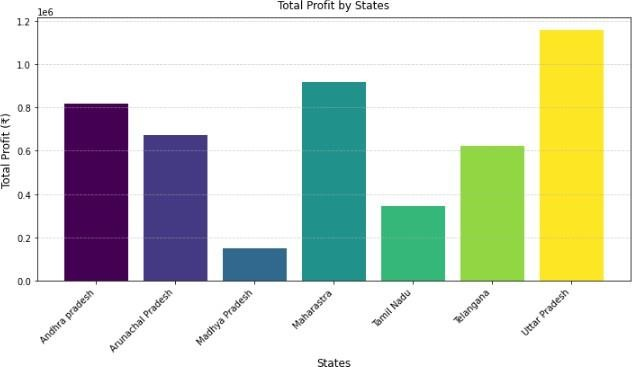 Total Profit by States
1e6
1.2
1.0
0.8
0.6
0.4
0.2
0.0
Total Profit (₹)
Andhra pradesh
Arunachal Pradesh
Madhya Pradesh
Maharastra
Tamil Nadu
Telangana
Uttar Pradesh
States